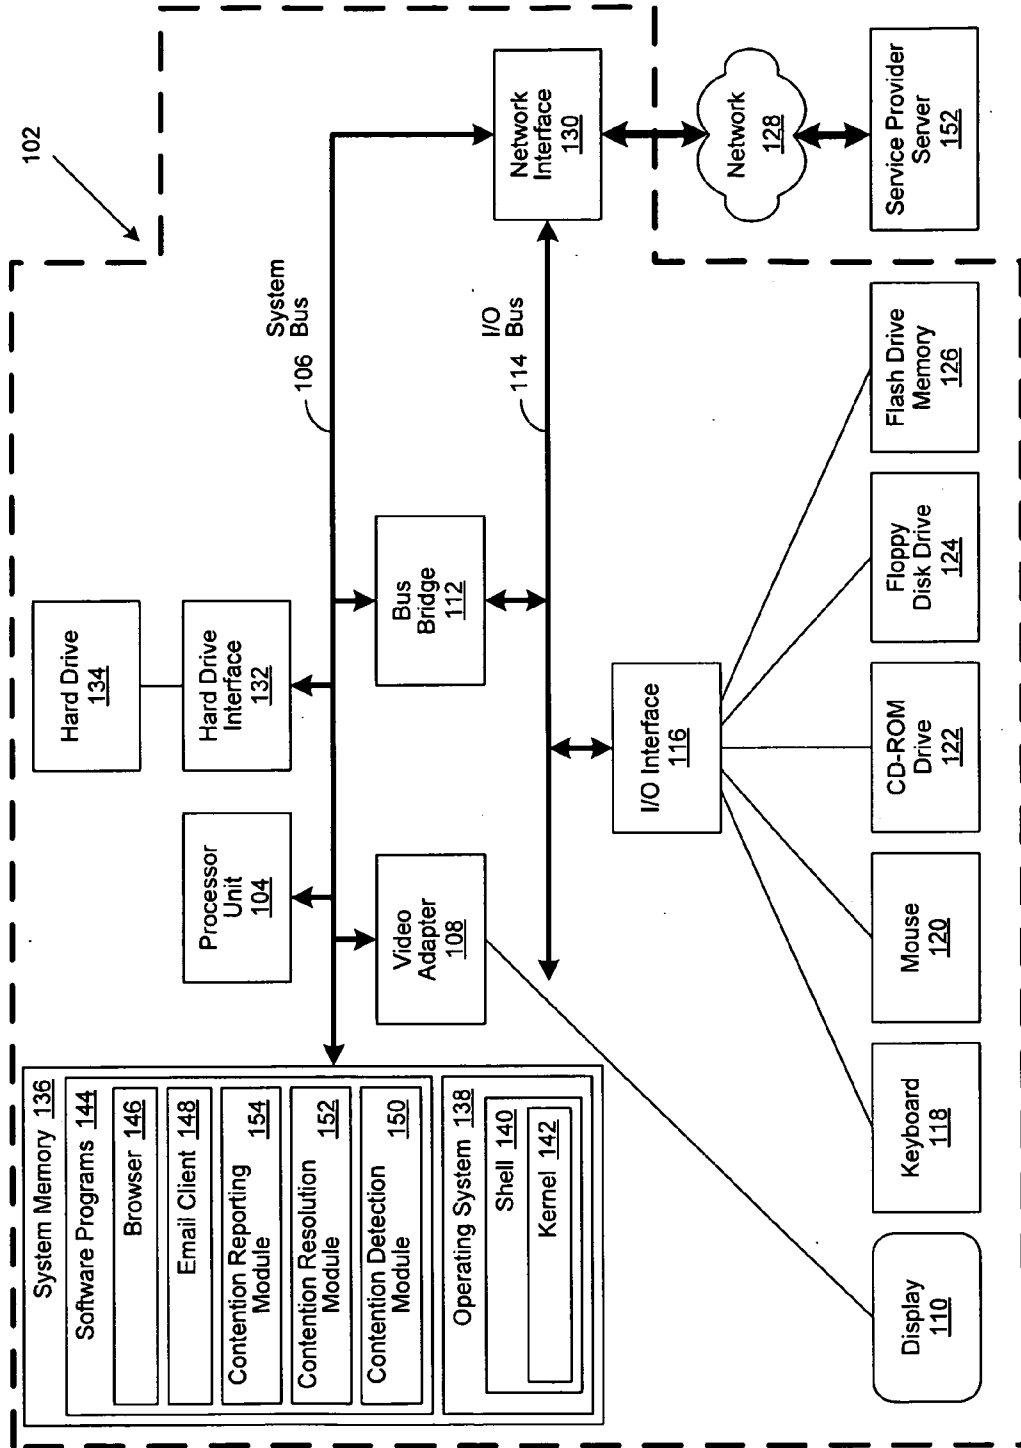 102
System Memory 136
Software Programs 144
Browser 146
Email Client 148
Contention Reporting
Module
154
Contention Resolution
Module
152
Contention Detection
Module
150
Operating System 138
Shell 140
Kernel 142
Processor
Unit
104
Hard Drive
134
Hard Drive
Interface
132
System
Bus
106
Video
Adapter
108
Bus
Bridge
112
I/O
Bus
114
Network
Interface
130
I/O Interface
116
Network
128
Display
110
Keyboard
118
Mouse
120
CD-ROM
Drive
122
Floppy
Disk Drive
124
Flash Drive
Memory
126
Service Provider
Server
152